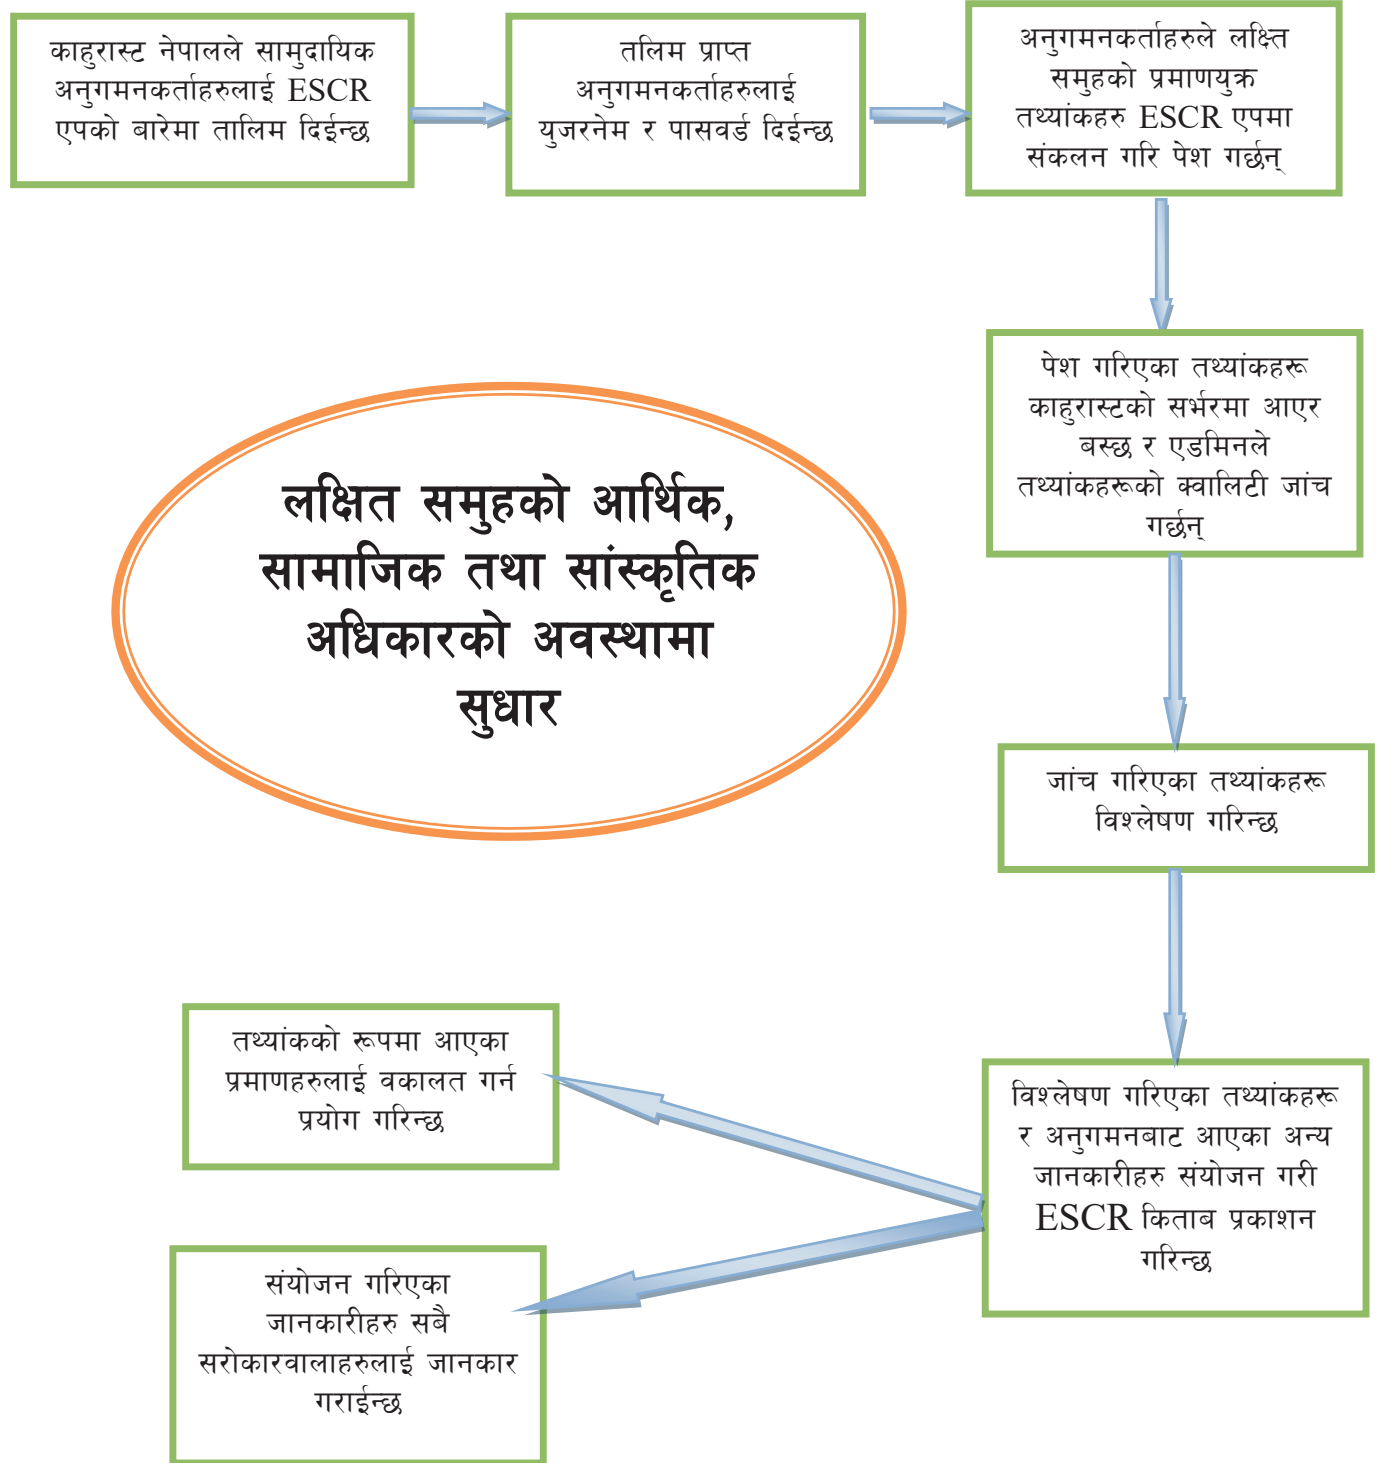 काहुरास्ट नेपालले सामुदायिक
अनुगमनकर्ताहरुलाई ESCR
एपको बारेमा तालिम दिईन्छ
तलिम प्राप्त
अनुगमनकर्ताहरुलाई
युजरनेम र पासवर्ड दिईन्छ
अनुगमनकर्ताहरुले लक्ष्ति
समुहको प्रमाणयुक्र
तथ्यांकहरु ESCR एपमा
संकलन गरि पेश गर्छन्
पेश गरिएका तथ्यांकहरू
काहुरास्टको सर्भरमा आएर
बस्छ र एडमिनले
तथ्यांकहरूको क्वालिटी जांच
गर्छन्
लक्षित समुहको आर्थिक,
सामाजिक तथा सांस्कृतिक
अधिकारको अवस्थामा
सुधार
जांच गरिएका तथ्यांकहरू
विश्लेषण गरिन्छ
तथ्यांकको रूपमा आएका
प्रमाणहरुलाई वकालत गर्न
प्रयोग गरिन्छ
विश्लेषण गरिएका तथ्यांकहरू
र अनुगमनबाट आएका अन्य
जानकारीहरु संयोजन गरी
ESCR किताब प्रकाशन
गरिन्छ
संयोजन गरिएका
जानकारीहरु सबै
सरोकारवालाहरुलाई जानकार
गराईन्छ